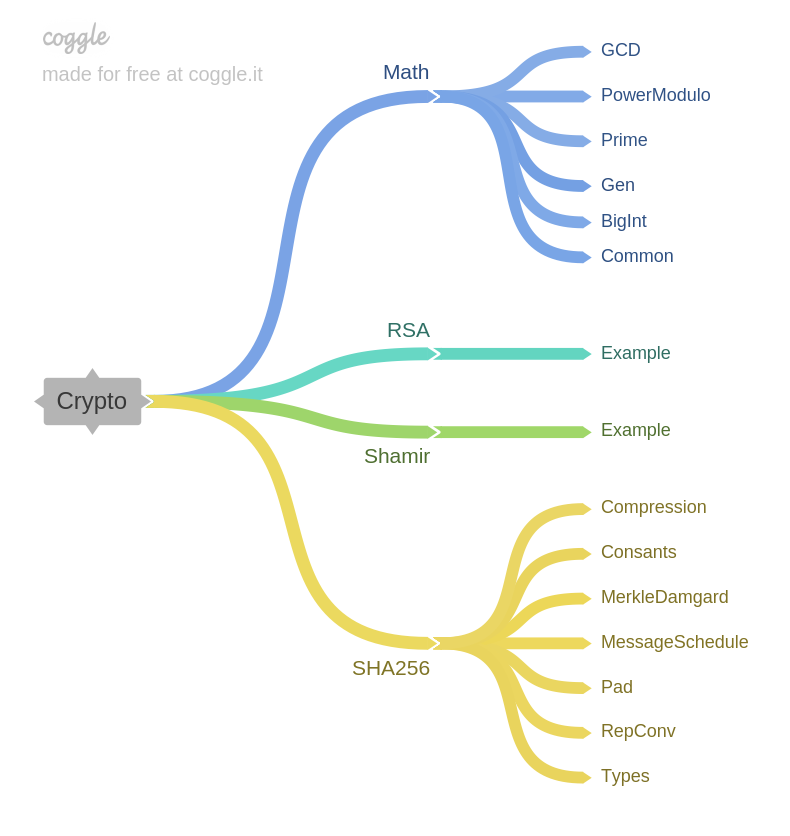 coggle
made for free at coggle.it
Crypto
Math
GCD
PowerModulo
Prime
Gen
BigInt
Common
RSA
Example
Shamir
Example
SHA256
Compression
Consants
MerkleDamgard
MessageSchedule
Pad
RepConv
Types